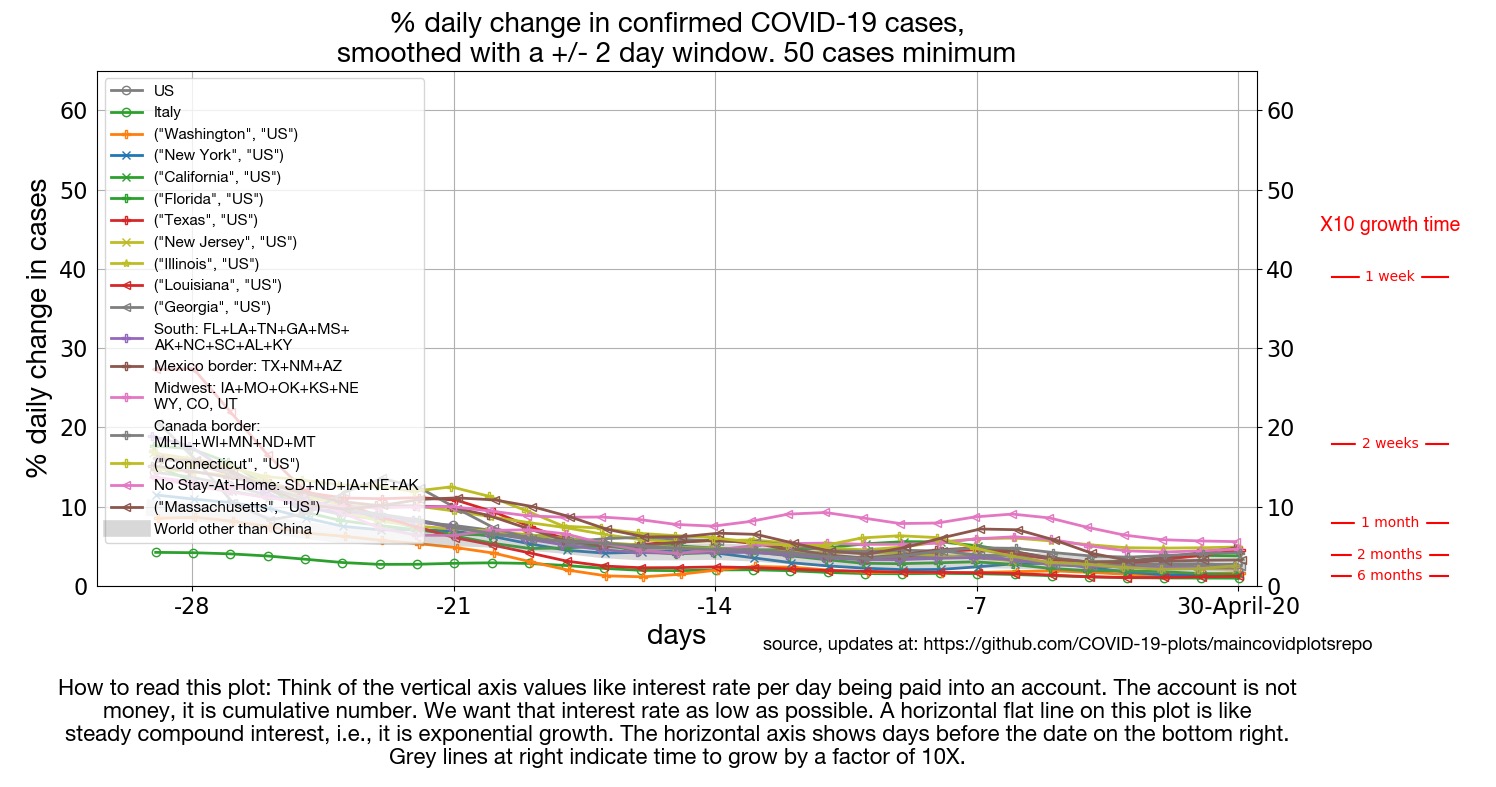 % daily change in confirmed COVID-19 cases,
smoothed with a +/- 2 day window. 50 cases minimum
% daily change in cases
60
50
40
30
20
10
0
US
Italy
("Washington", "US")
("New York", "US")
("California", "US")
("Florida", "US")
("Texas", "US")
("New Jersey", "US")
("Illinois", "US")
("Louisiana", "US")
("Georgia", "US")
South: FL+LA+TN+GA+MS+
AK+NC+SC+AL+KY
Mexico border: TX+NM+AZ
Midwest: IA+MO+OK+KS+NE
WY, CO, UT
Canada border:
MI+IL+WI+MN+ND+MT
("Connecticut", "US")
No Stay-At-Home: SD+ND+IA+NE+AK
("Massachusetts", "US")
World other than China
60
50
40
30
20
10
0
X10 growth time
1 week
2 weeks
1 month
2 months
6 months
-28
-21
-14
-7
30-April-20
days
source, updates at: https://github.com/COVID-19-plots/maincovidplotsrepo
How to read this plot: Think of the vertical axis values like interest rate per day being paid into an account. The account is not
money, it is cumulative number. We want that interest rate as low as possible. A horizontal flat line on this plot is like
steady compound interest, i.e., it is exponential growth. The horizontal axis shows days before the date on the bottom right.
Grey lines at right indicate time to grow by a factor of 10X.